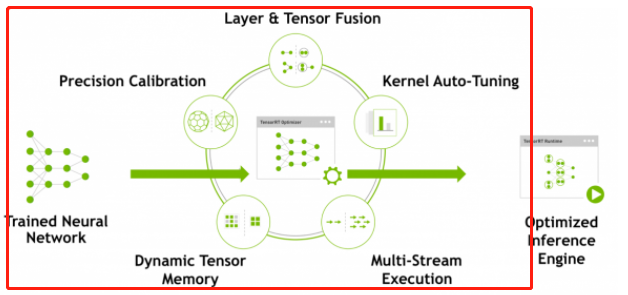 Layer & Tensor Fusion
Precision Calibration
Kernel Auto-Tuning
TensorRT Optimizer
TensorRT Runtime
Trained Neural
Network
Optimized
Inference
Engine
Dynamic Tensor
Memory
Multi-Stream
Execution